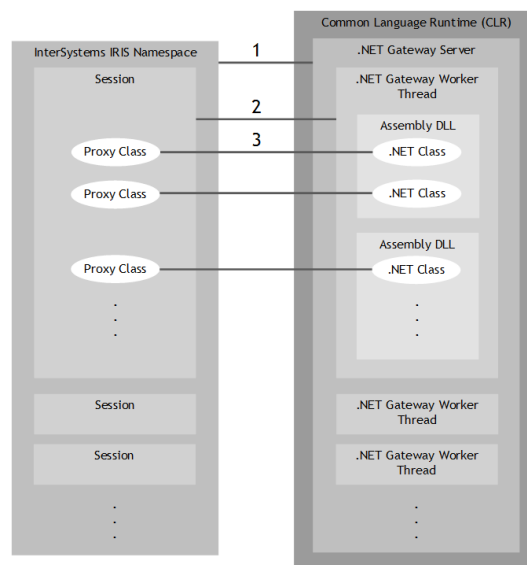 Common Language Runtime (CLR)
InterSystems IRIS Namespace
1
.NET Gateway Server
Session
.NET Gateway Worker
Thread
2
Assembly DLL
3
Proxy Class
.NET Class
Proxy Class
.NET Class
Assembly DLL
Proxy Class
.NET Class
Session
.NET Gateway Worker
Thread
Session
.NET Gateway Worker
Thread